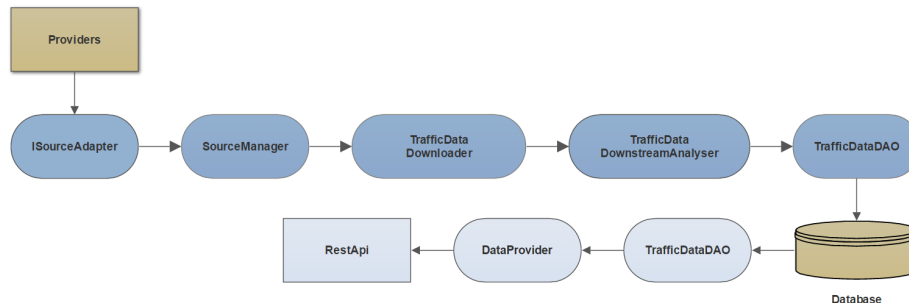 Providers
ISourceAdapter
SourceManager
TrafficData
Downloader
TrafficData
DownstreamAnalyser
TrafficDataDAO
RestApi
DataProvider
TrafficDataDAO
Database